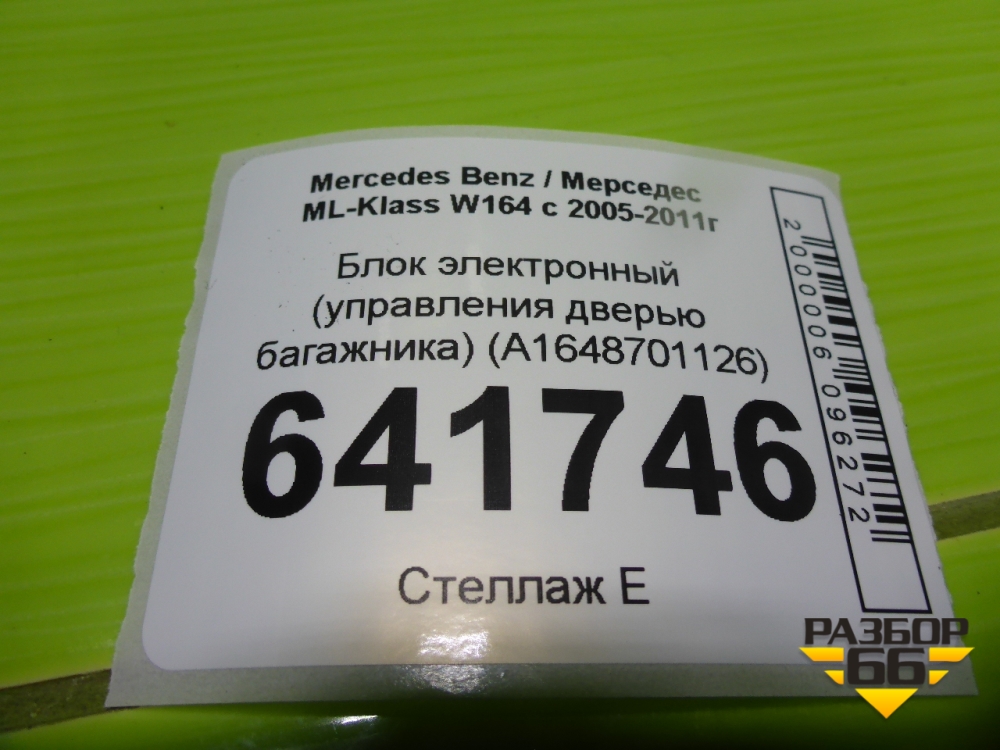 Mercedes Benz / Мерседес
ML-Klass W164 с 2005-2011г
Блок электронный
(управления дверью
багажника) (A1648701126)
641746
Стеллаж Е
2000006096272
РАЗБОР
66